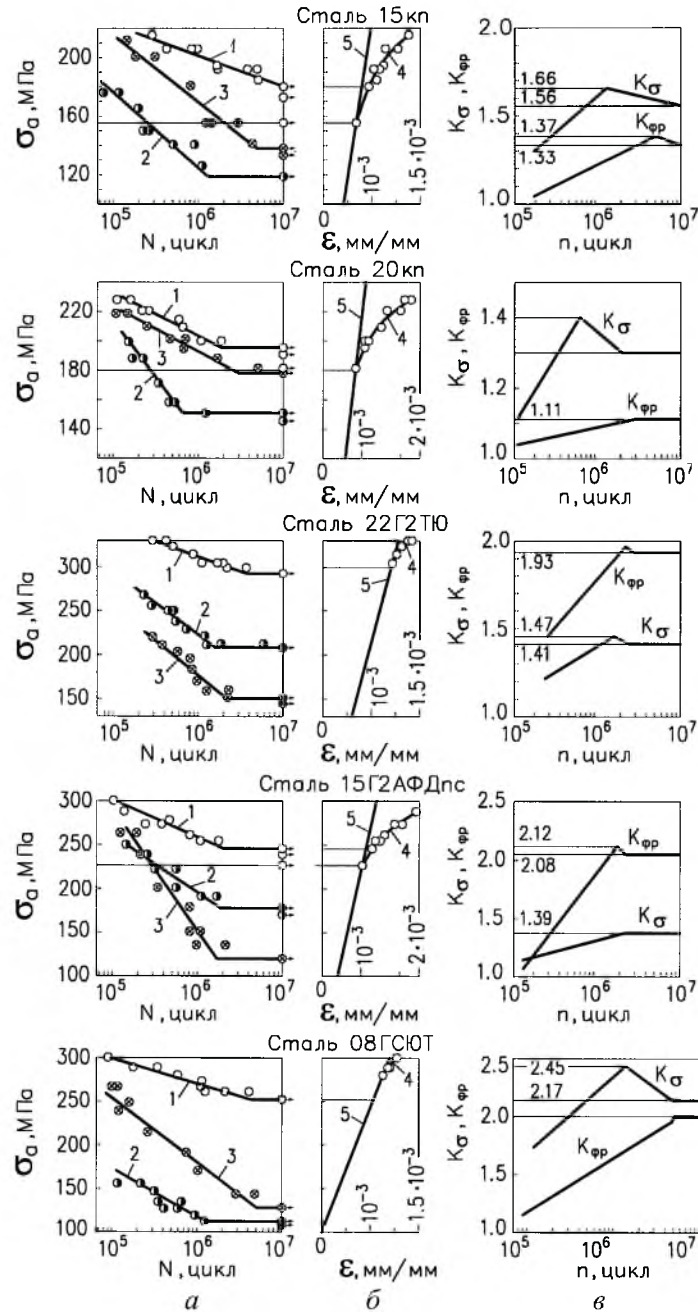 Сталь 15кп
σa, МПа
200
160
120
1
3
2
10^5
10^6
10^7
N, цикл
5
4
10^-3
1.5·10^-3
ε, мм/мм
Kσ, Kфр
2.0
1.5
1.0
1.66
1.56
1.37
1.33
Kσ
Kфр
10^5
10^6
10^7
n, цикл
Сталь 20кп
σa, МПа
220
180
140
1
3
2
10^5
10^6
10^7
N, цикл
5
4
10^-3
2·10^-3
0
ε, мм/мм
Kσ, Kфр
1.4
1.2
1.0
1.11
Kσ
Kфр
10^5
10^6
10^7
n, цикл
Сталь 22Г2ТЮ
σa, МПа
300
250
200
150
1
2
3
10^5
10^6
10^7
N, цикл
4
5
10^-3
1.5·10^-3
0
ε, мм/мм
Kσ, Kфр
2.0
1.5
1.0
1.93
1.47
1.41
Kфр
Kσ
10^5
10^6
10^7
n, цикл
Сталь 15Г2АФДпс
σa, МПа
300
250
200
150
100
1
2
3
10^5
10^6
10^7
N, цикл
5
4
10^-3
2·10^-3
0
ε, мм/мм
Kσ, Kфр
2.5
2.0
1.5
1.0
2.12
2.08
1.39
Kфр
Kσ
10^5
10^6
10^7
n, цикл
Сталь 08ГСЮТ
σa, МПа
300
250
200
150
100
1
3
2
10^5
10^6
10^7
N, цикл
4
5
10^-3
1.5·10^-3
0
ε, мм/мм
Kσ, Kфр
2.5
2.0
2.5
1.0
2.45
2.17
Kσ
Kфр
10^5
10^6
10^7
n, цикл
а
б
в